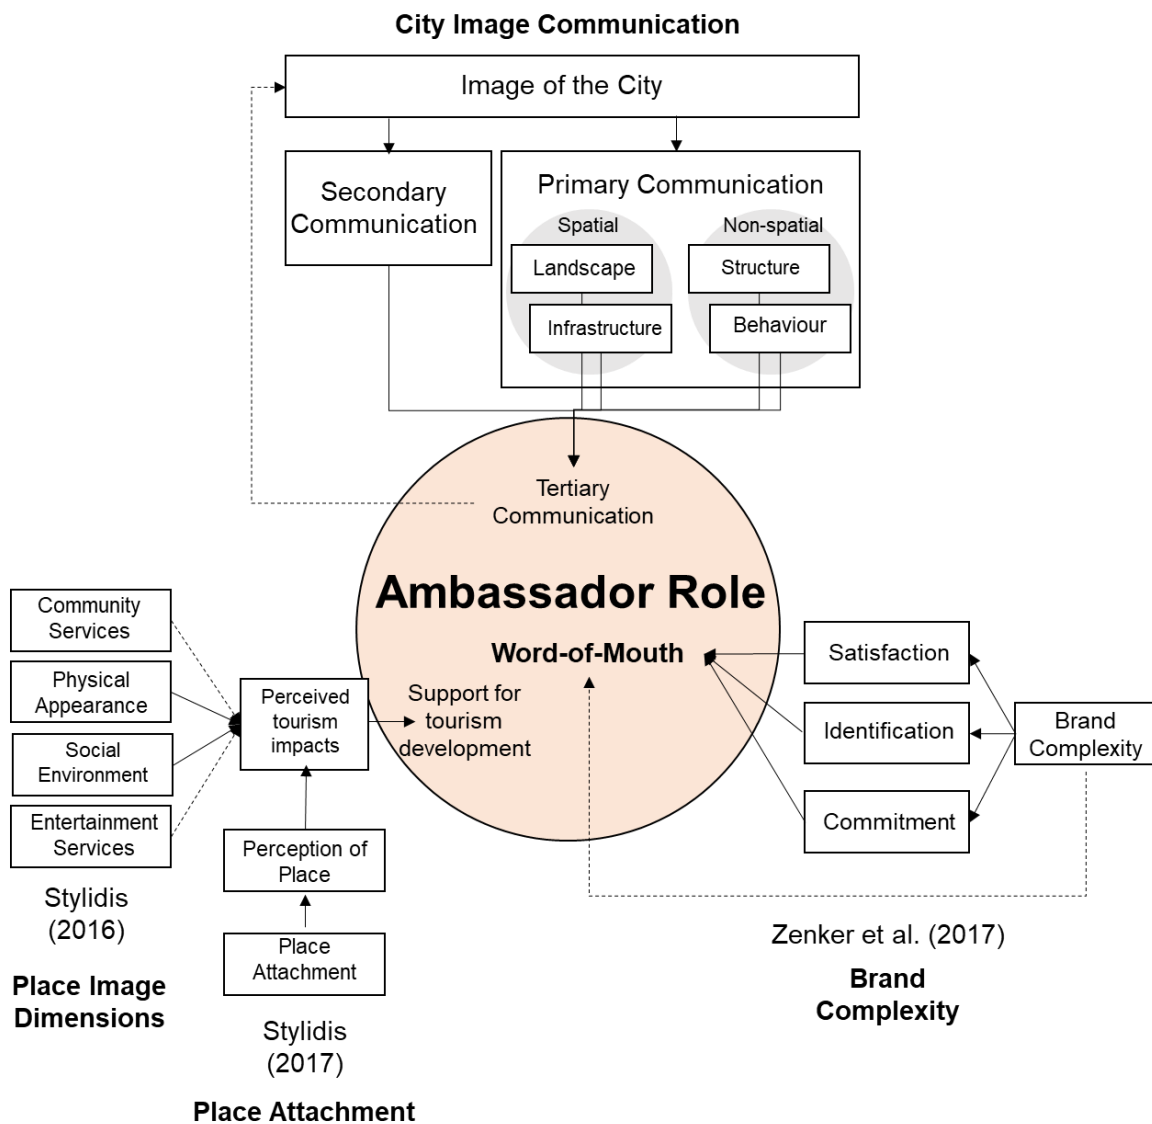 City Image Communication
Image of the City
Secondary
Communication
Primary Communication
Spatial
Landscape
Infrastructure
Non-spatial
Structure
Behaviour
Tertiary
Communication
Ambassador Role
Word-of-Mouth
Support for
tourism
development
Community
Services
Physical
Appearance
Social
Environment
Entertainment
Services
Stylidis
(2016)
Place Image
Dimensions
Perceived
tourism
impacts
Perception of
Place
Place
Attachment
Stylidis
(2017)
Place Attachment
Satisfaction
Identification
Commitment
Brand
Complexity
Zenker et al. (2017)
Brand
Complexity